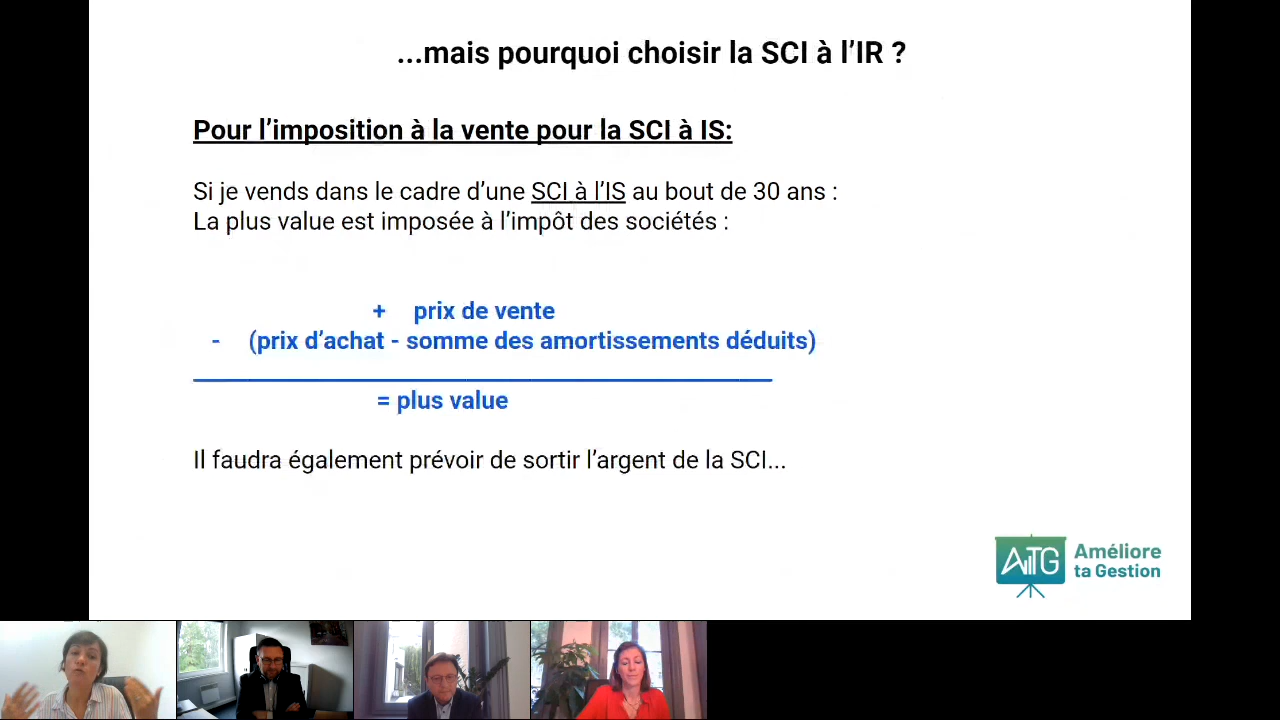 ...mais pourquoi choisir la SCI à l’IR ?
Pour l’imposition à la vente pour la SCI à IS:
Si je vends dans le cadre d’une SCI à l’IS au bout de 30 ans :
La plus value est imposée à l’impôt des sociétés :
+ prix de vente
- (prix d’achat - somme des amortissements déduits)
= plus value
Il faudra également prévoir de sortir l’argent de la SCI...
ATG Améliore
ta Gestion